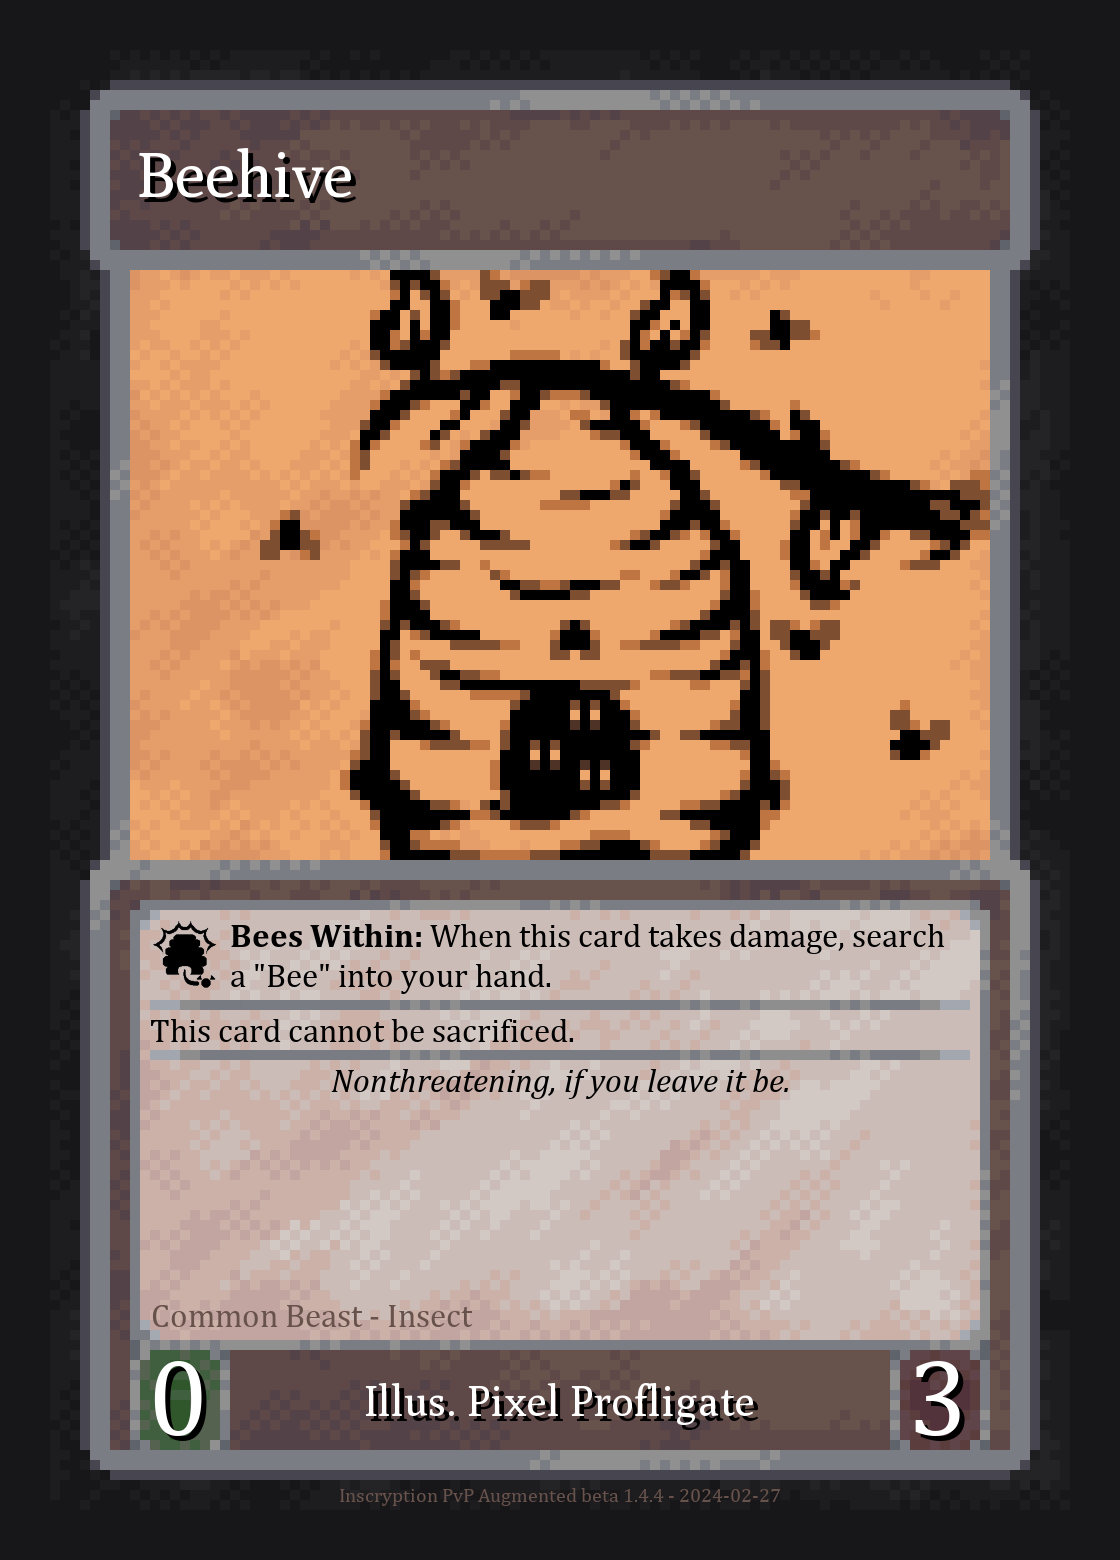 Beehive
Bees Within: When this card takes damage, search
a "Bee" into your hand.
This card cannot be sacrificed.
Nonthreatening, if you leave it be.
Common Beast - Insect
0
Illus. Pixel Profligate
3
Inscryption PvP Augmented beta 1.4.4 - 2024-02-27